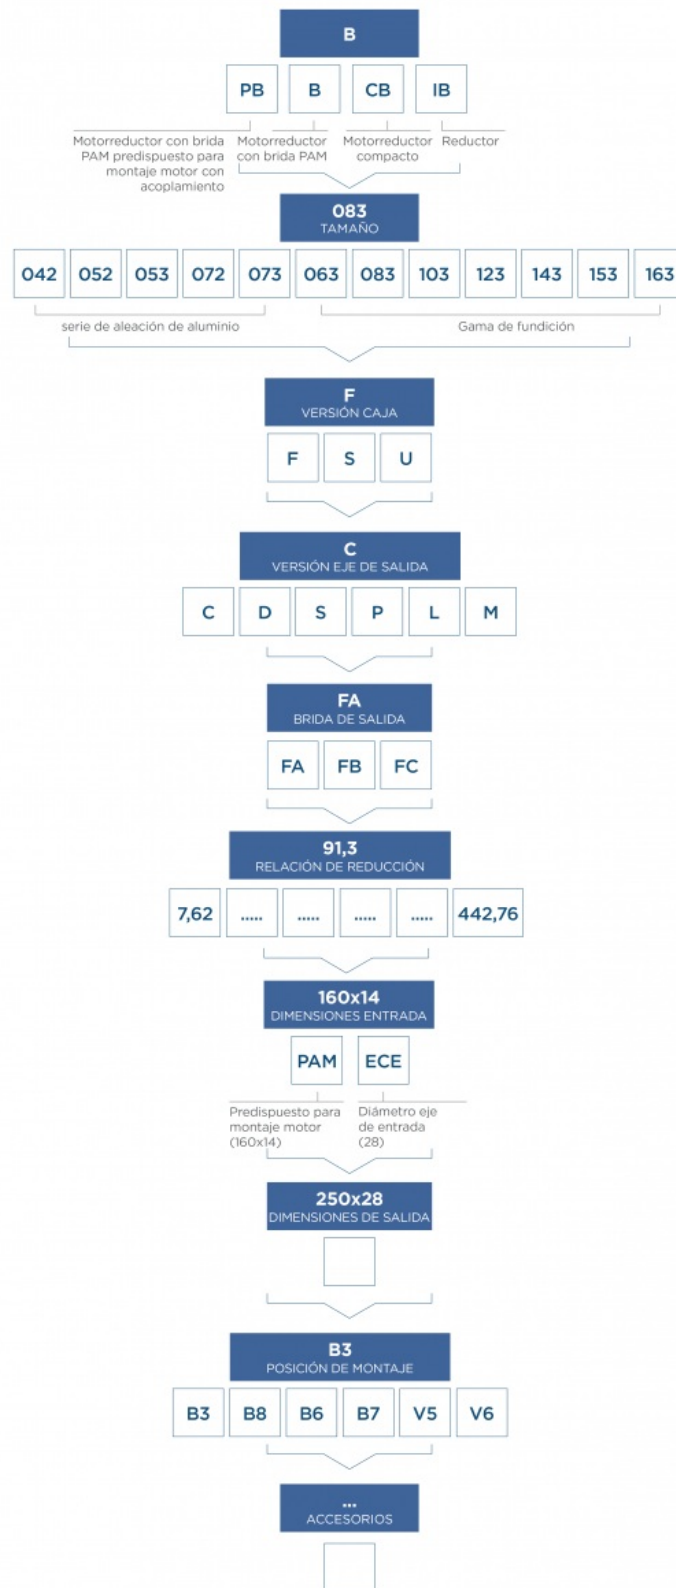 B
PB B CB IB
Motorreductor con brida
PAM predispuesto para
montaje motor con
acoplamiento
Motorreductor
con brida PAM
Motorreductor
compacto
Reductor
083
TAMAÑO
042 052 053 072 073 063 083 103 123 143 153 163
serie de aleación de aluminio
Gama de fundición
F
VERSIÓN CAJA
F S U
C
VERSIÓN EJE DE SALIDA
C D S P L M
FA
BRIDA DE SALIDA
FA FB FC
91,3
RELACIÓN DE REDUCCIÓN
7,62 ..... ..... ..... ..... 442,76
160x14
DIMENSIONES ENTRADA
PAM ECE
Predispuesto para
montaje motor
(160x14)
Diámetro eje
de entrada
(28)
250x28
DIMENSIONES DE SALIDA
B3
POSICIÓN DE MONTAJE
B3 B8 B6 B7 V5 V6
...
ACCESORIOS